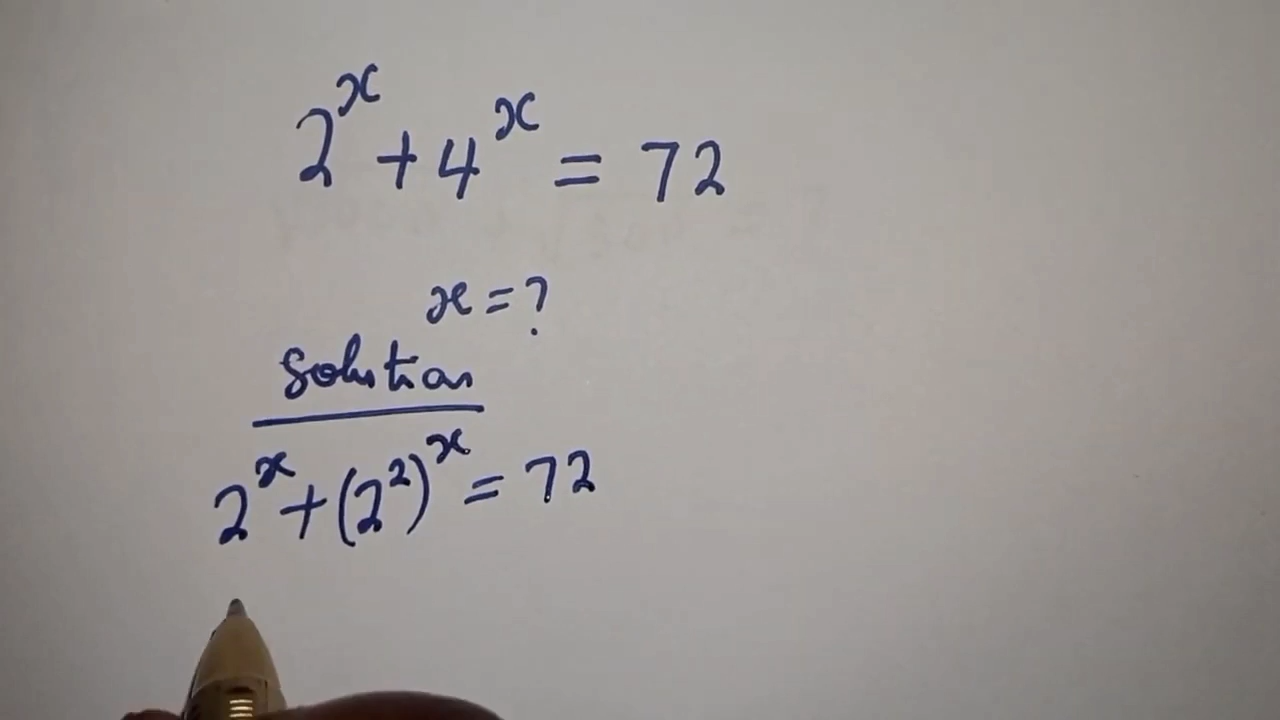 2^x + 4^x = 72
x = ?
Solution
2^x + (2^2)^x = 72